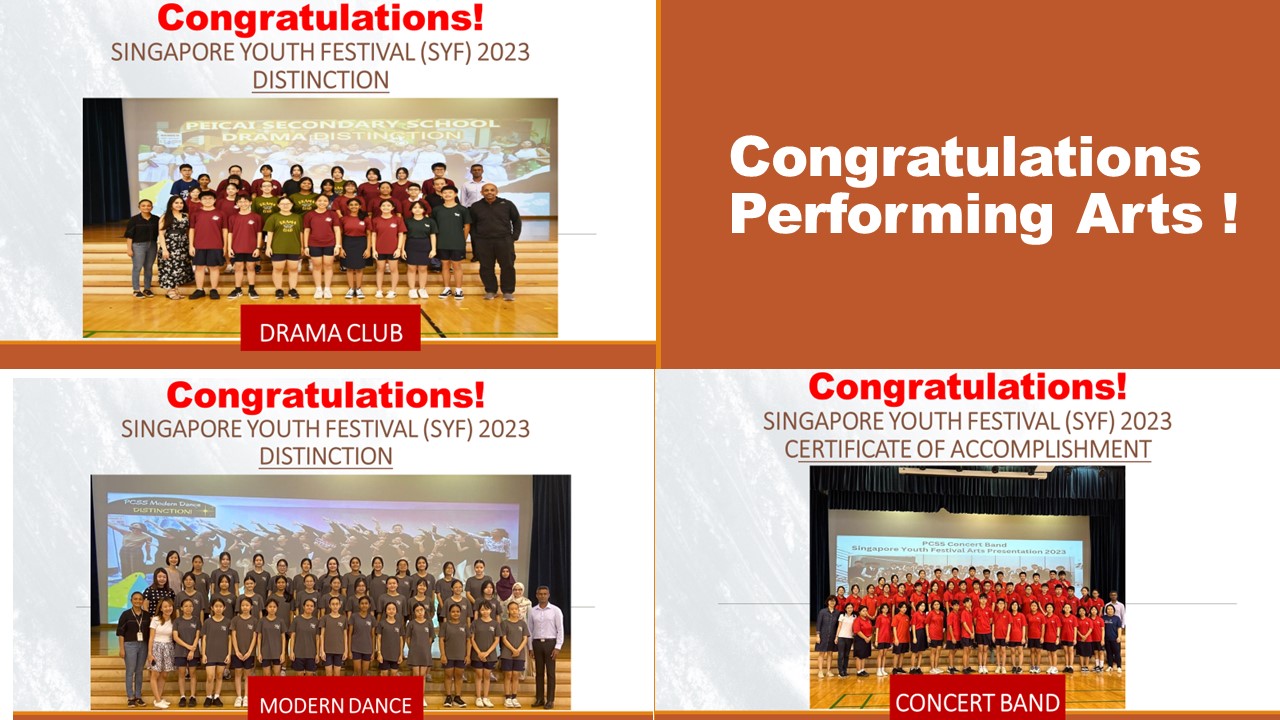 Congratulations!
SINGAPORE YOUTH FESTIVAL (SYF) 2023
DISTINCTION
PEICAI SECONDARY SCHOOL
DRAMA DISTINCTION
DRAMA CLUB
Congratulations
Performing Arts !
Congratulations!
SINGAPORE YOUTH FESTIVAL (SYF) 2023
DISTINCTION
PCSS Modern Dance
DISTINCTION!
MODERN DANCE
Congratulations!
SINGAPORE YOUTH FESTIVAL (SYF) 2023
CERTIFICATE OF ACCOMPLISHMENT
PCSS Concert Band
Singapore Youth Festival Arts Presentation 2023
CONCERT BAND